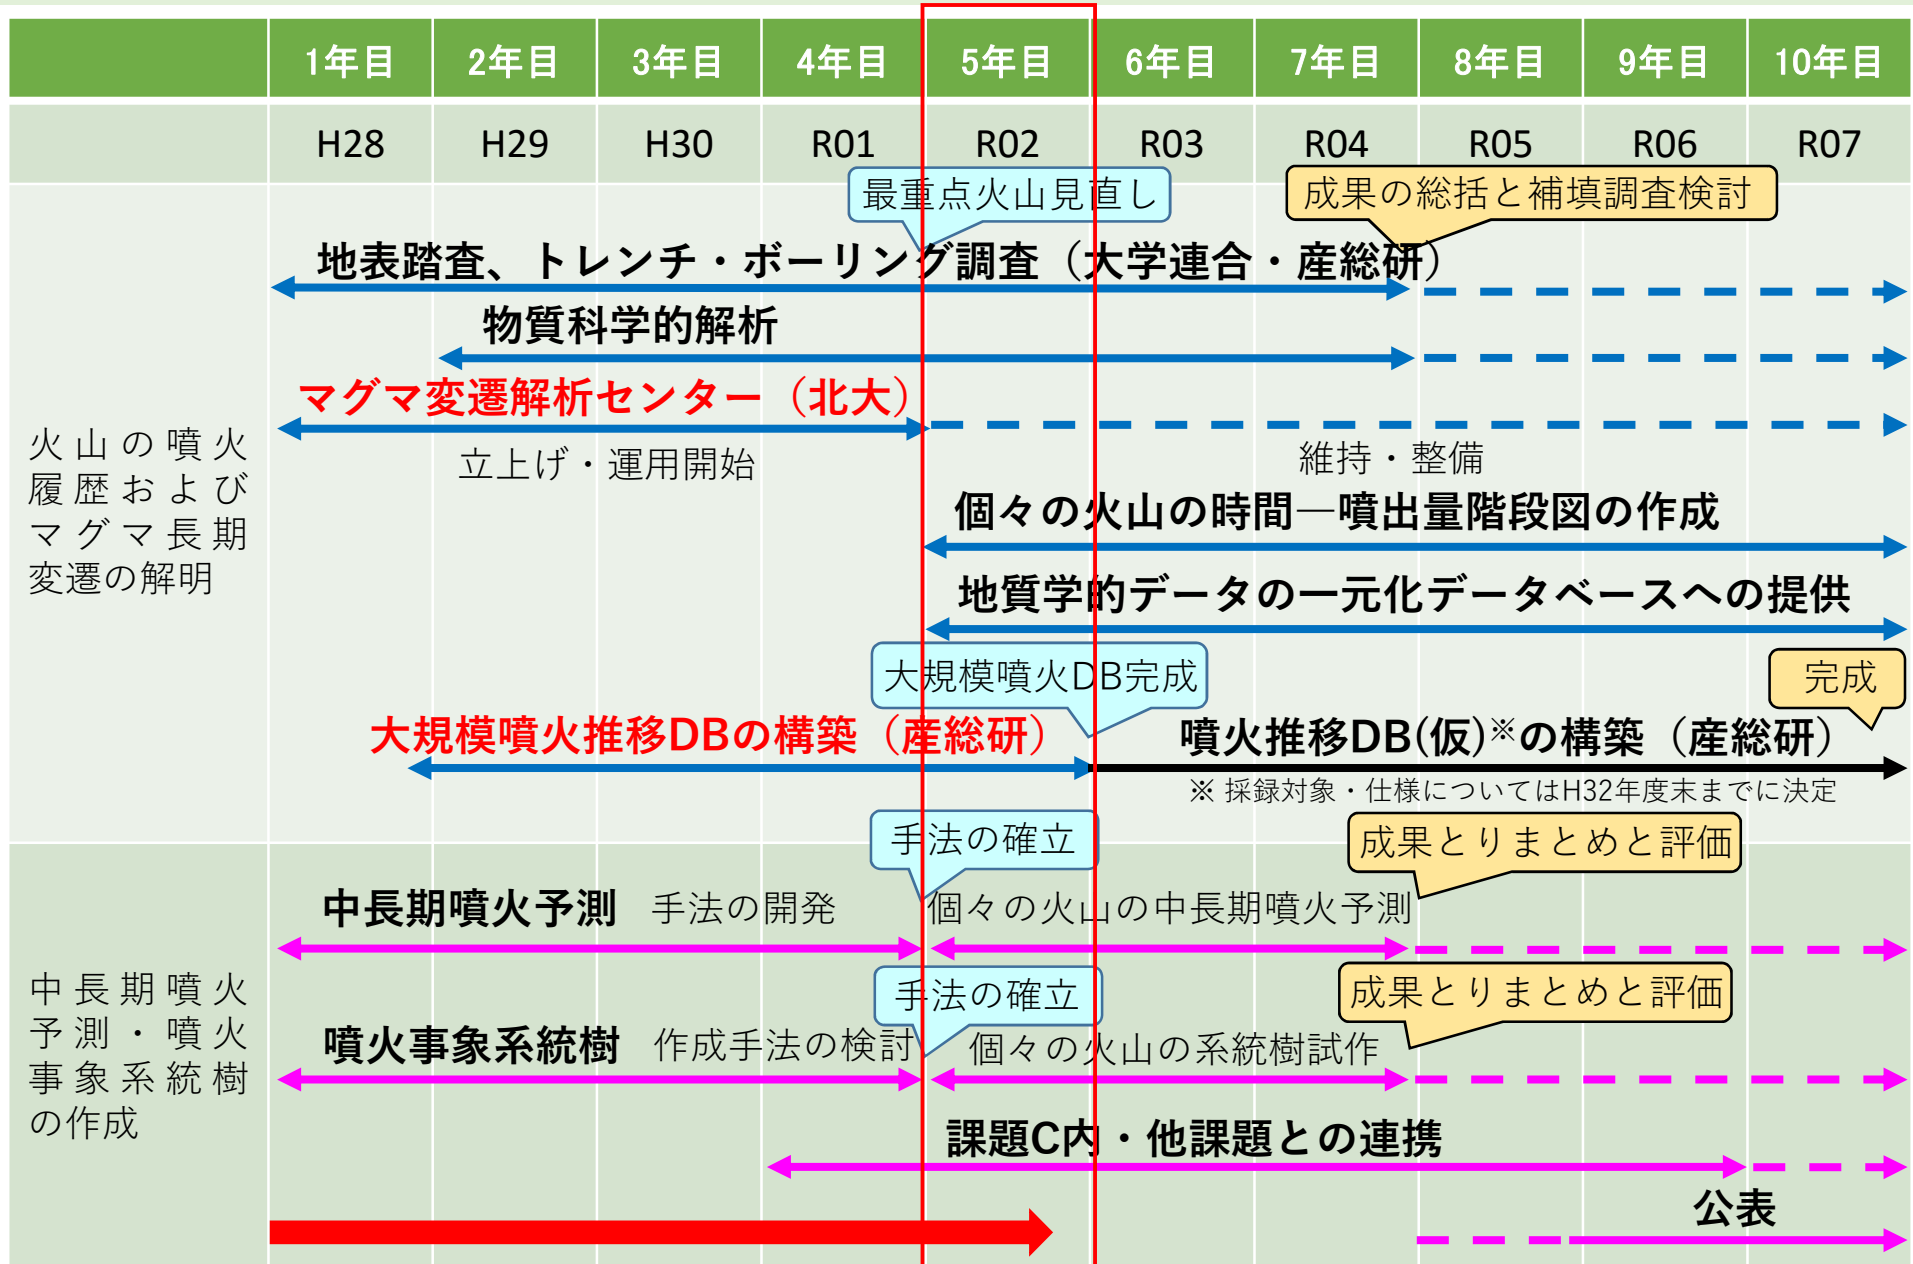 1年目 2年目 3年目 4年目 5年目 6年目 7年目 8年目 9年目 10年目
H28 H29 H30 R01 R02 R03 R04 R05 R06 R07
最重点火山見直し
成果の総括と補填調査検討
地表踏査、トレンチ・ボーリング調査（大学連合・産総研）
物質科学的解析
マグマ変遷解析センター（北大）
立上げ・運用開始
維持・整備
火山の噴火
履歴および
マグマ長期
変遷の解明
個々の火山の時間―噴出量階段図の作成
地質学的データの一元化データベースへの提供
大規模噴火DB完成
完成
大規模噴火推移DBの構築（産総研）
噴火推移DB(仮)※の構築（産総研）
※ 採録対象・仕様についてはH32年度末までに決定
手法の確立
成果とりまとめと評価
中長期噴火予測 手法の開発
個々の火山の中長期噴火予測
中長期噴火
予測・噴火
事象系統樹
の作成
手法の確立
成果とりまとめと評価
噴火事象系統樹 作成手法の検討
個々の火山の系統樹試作
課題C内・他課題との連携
公表